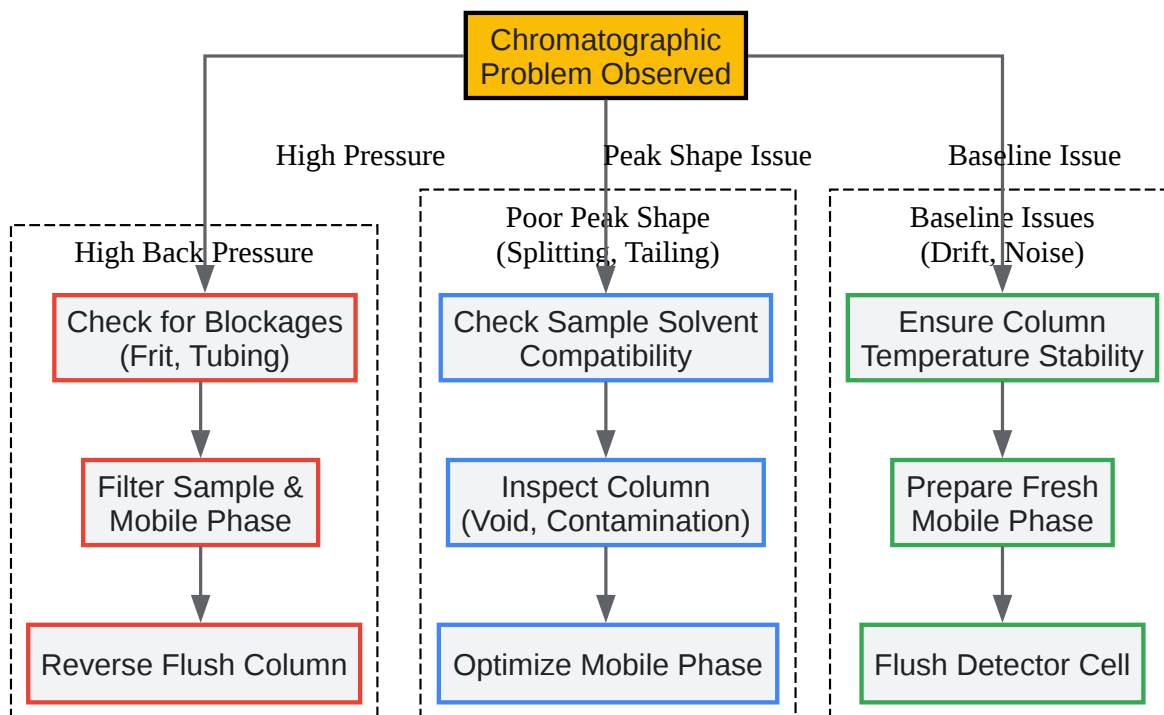 Chromatographic
Problem Observed
High Pressure
Peak Shape Issue
Baseline Issue
High Back Pressure
Check for Blockages
(Frit, Tubing)
Filter Sample &
Mobile Phase
Reverse Flush Column
Poor Peak Shape
(Splitting, Tailing)
Check Sample Solvent
Compatibility
Inspect Column
(Void, Contamination)
Optimize Mobile Phase
Baseline Issues
(Drift, Noise)
Ensure Column
Temperature Stability
Prepare Fresh
Mobile Phase
Flush Detector Cell